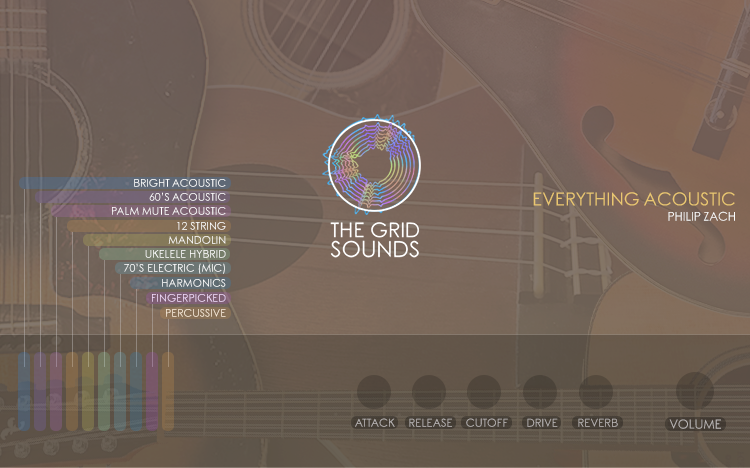 BRIGHT ACOUSTIC
60'S ACOUSTIC
PALM MUTE ACOUSTIC
12 STRING
MANDOLIN
UKELELE HYBRID
70'S ELECTRIC (MIC)
HARMONICS
FINGERPICKED
PERCUSSIVE
THE GRID
SOUNDS
EVERYTHING ACOUSTIC
PHILIP ZACH
ATTACK
RELEASE
CUTOFF
DRIVE
REVERB
VOLUME